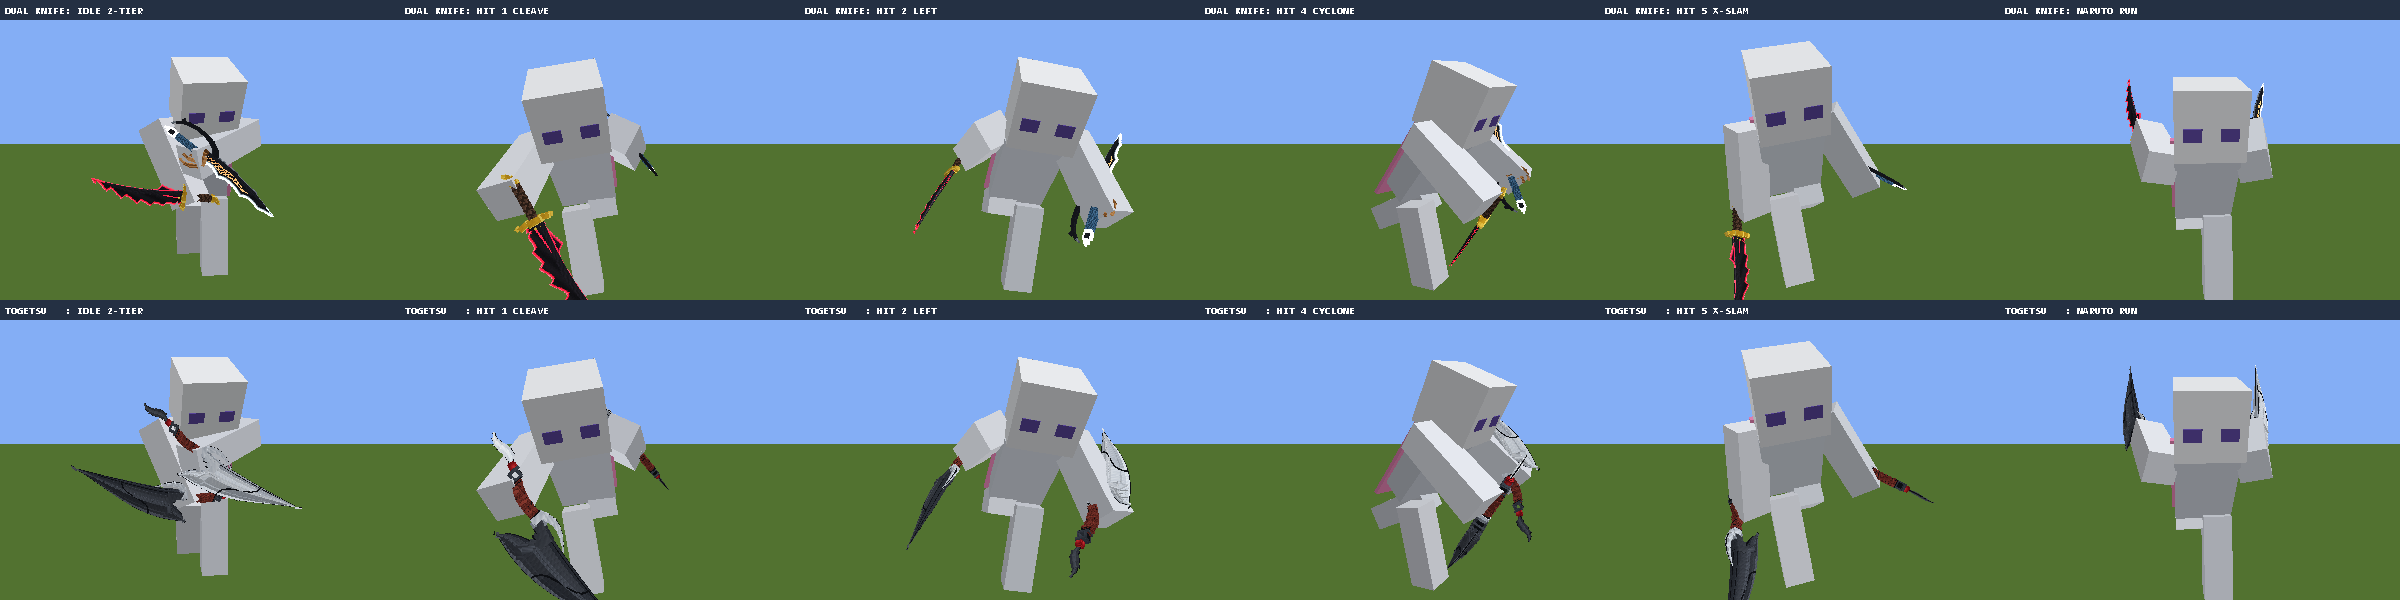 DUAL KNIFE: IDLE 2-TIER
DUAL KNIFE: HIT 1 CLEAVE
DUAL KNIFE: HIT 2 LEFT
DUAL KNIFE: HIT 4 CYCLONE
DUAL KNIFE: HIT 5 X-SLAM
DUAL KNIFE: NARUTO RUN
TOGETSU : IDLE 2-TIER
TOGETSU : HIT 1 CLEAVE
TOGETSU : HIT 2 LEFT
TOGETSU : HIT 4 CYCLONE
TOGETSU : HIT 5 X-SLAM
TOGETSU : NARUTO RUN